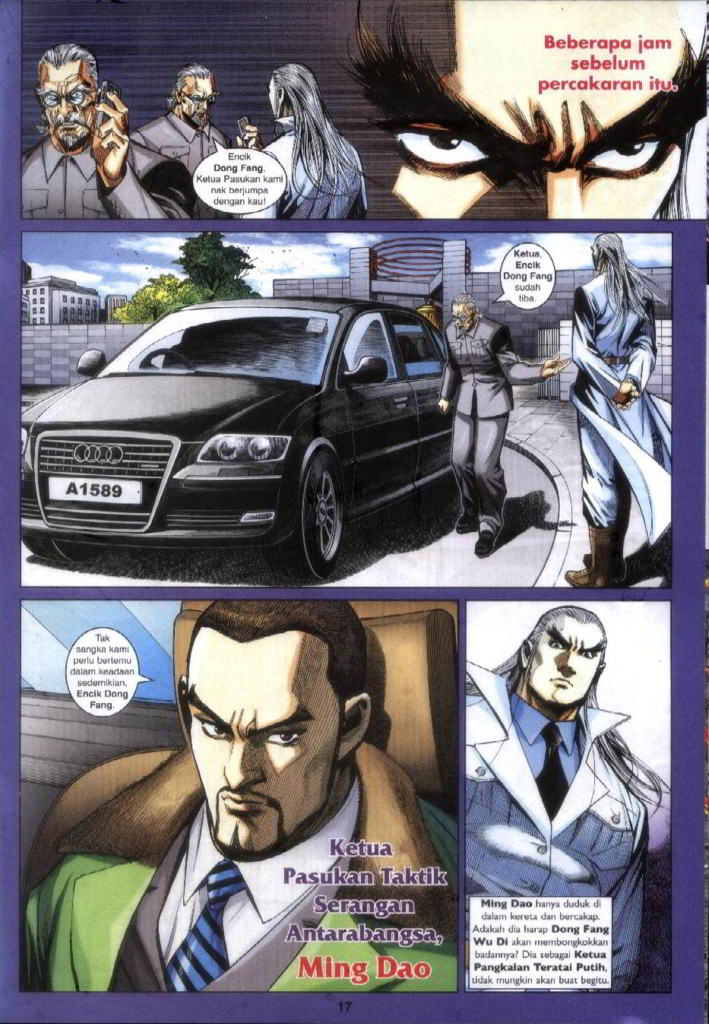 Beberapa jam
sebelum
percakaran itu.
Encik
Dong Fang,
Ketua Pasukan kami
nak berjumpa
dengan kau!
Ketua,
Encik
Dong Fang
sudah
tiba.
A1589
Tak
sangka kami
perlu bertemu
dalam keadaan
sedemikian,
Encik Dong
Fang.
Ketua
Pasukan Taktik
Serangan
Antarabangsa,
Ming Dao
Ming Dao hanya duduk di
dalam kereta dan bercakap.
Adakah dia harap Dong Fang
Wu Di akan membongkokkan
badannya? Dia sebagai Ketua
Pangkalan Teratai Putih,
tidak mungkin akan buat begitu.
17